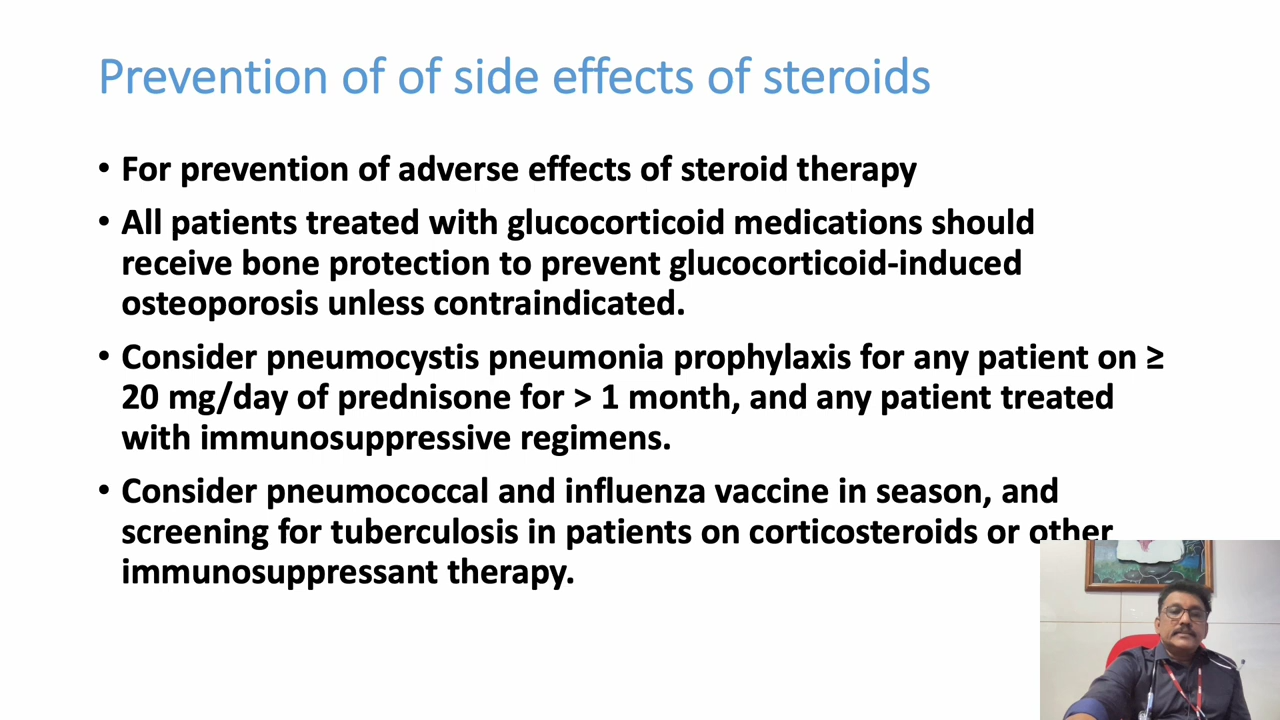 Prevention of of side effects of steroids
• For prevention of adverse effects of steroid therapy
• All patients treated with glucocorticoid medications should
receive bone protection to prevent glucocorticoid-induced
osteoporosis unless contraindicated.
• Consider pneumocystis pneumonia prophylaxis for any patient on ≥
20 mg/day of prednisone for > 1 month, and any patient treated
with immunosuppressive regimens.
• Consider pneumococcal and influenza vaccine in season, and
screening for tuberculosis in patients on corticosteroids or other
immunosuppressant therapy.